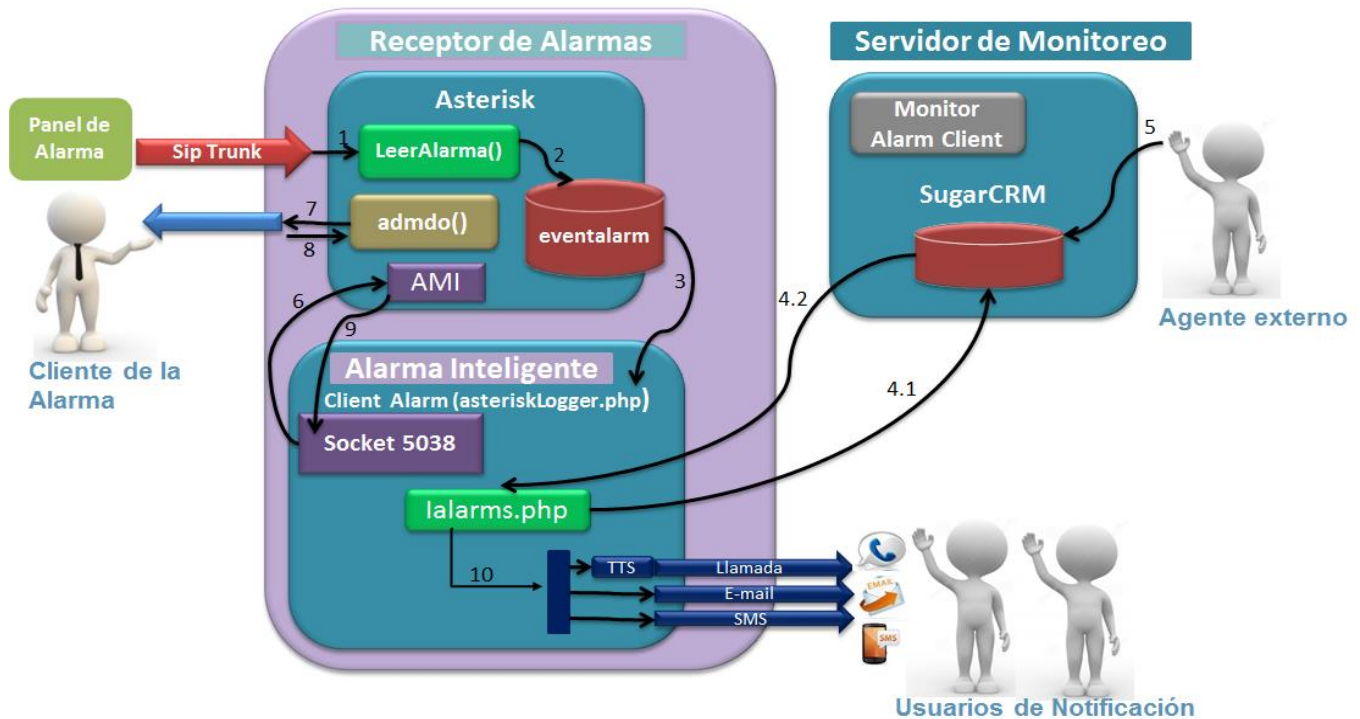 Receptor de Alarmas
Servidor de Monitoreo
Asterisk
Panel de
Alarma
Sip Trunk
1
LeerAlarma()
2
Monitor
Alarm Client
5
SugarCRM
7
admdo()
8
eventalarm
AMI
3
6
9
4.2
Agente externo
Cliente de la
Alarma
Alarma Inteligente
Client Alarm (asteriskLogger.php)
4.1
Socket 5038
lalarms.php
10
TTS
Llamada
EMAIL
E-mail
SMS
SMS
Usuarios de Notificación